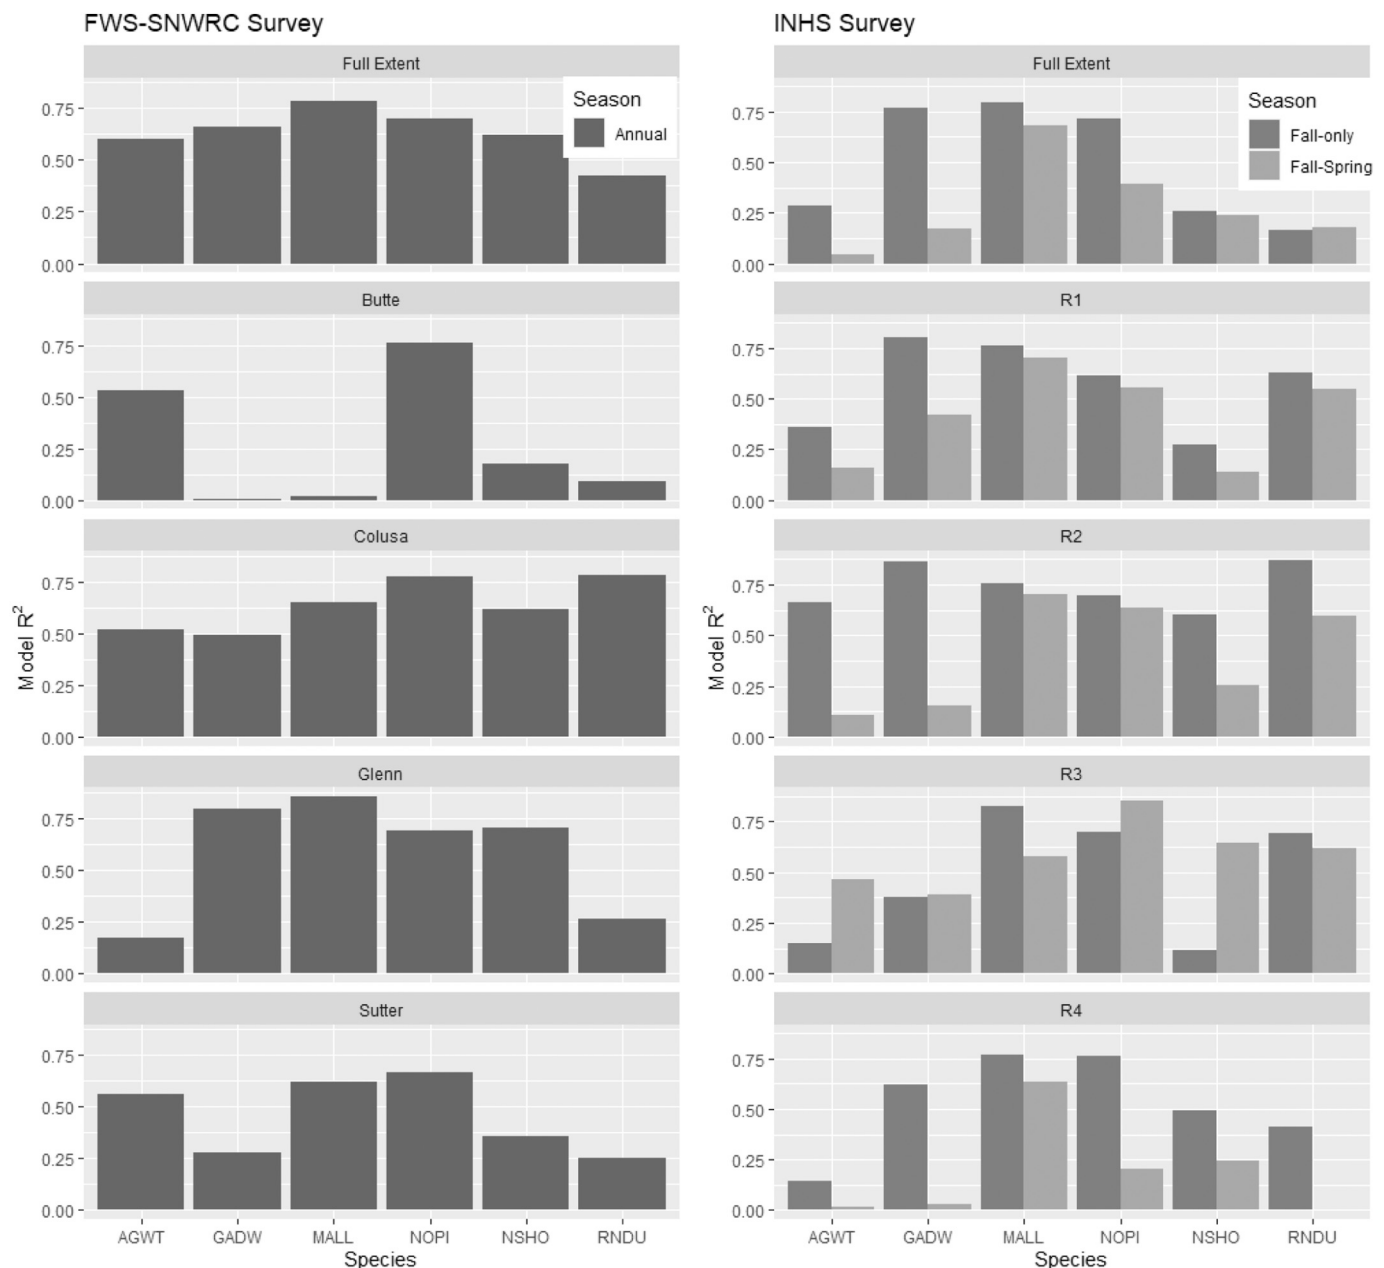 FWS-SNWRC Survey
Full Extent
Season
Annual
0.75
0.50
0.25
0.00
Butte
0.75
0.50
0.25
0.00
Colusa
0.75
0.50
0.25
0.00
Model R²
Glenn
0.75
0.50
0.25
0.00
Sutter
0.75
0.50
0.25
0.00
AGWT GADW MALL NOPI NSHO RNDU
Species
INHS Survey
Full Extent
Season
Fall-only
Fall-Spring
0.75
0.50
0.25
0.00
R1
0.75
0.50
0.25
0.00
R2
0.75
0.50
0.25
0.00
Model R²
R3
0.75
0.50
0.25
0.00
R4
0.75
0.50
0.25
0.00
AGWT GADW MALL NOPI NSHO RNDU
Species